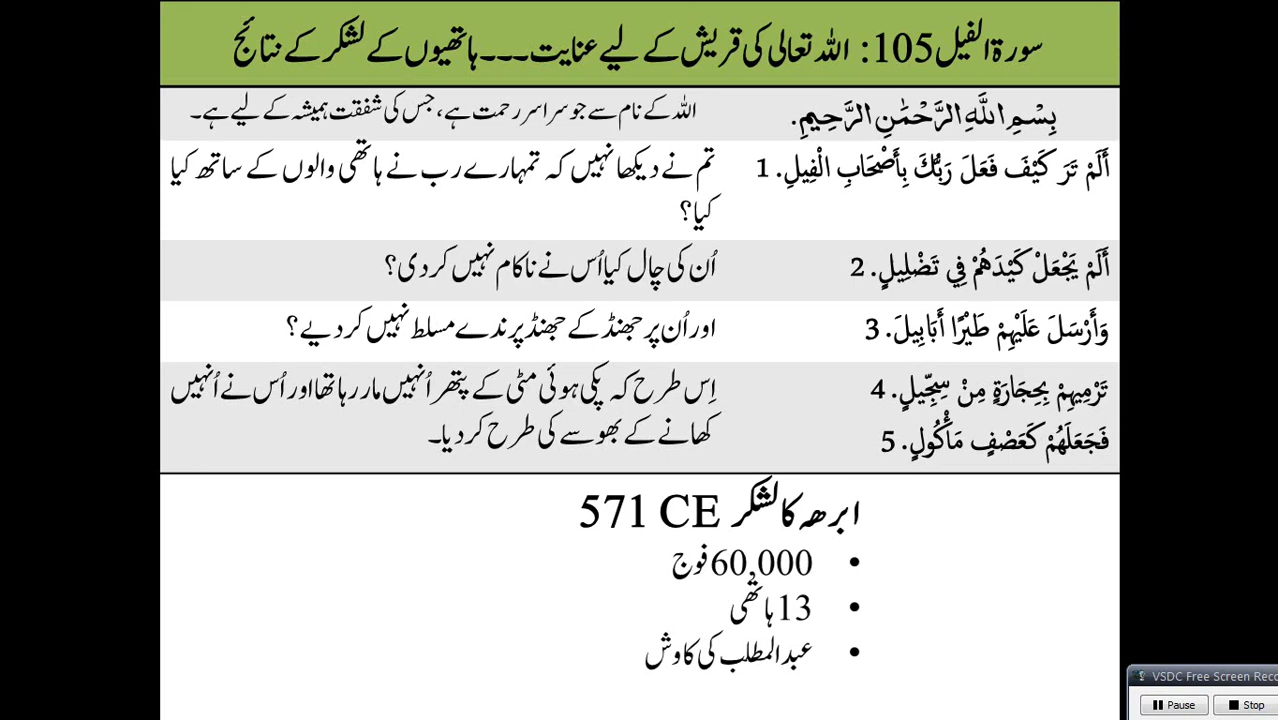 سورۃ الفیل 105: اللہ تعالی کی قریش کے لیے عنایت۔۔۔ہاتھیوں کے لشکر کے نتائج
بِسْمِ اللَّهِ الرَّحْمَٰنِ الرَّحِيمِ.
اللہ کے نام سے جو سراسر رحمت ہے، جس کی شفقت ہمیشہ کے لیے ہے۔
أَلَمْ تَرَ كَيْفَ فَعَلَ رَبُّكَ بِأَصْحَابِ الْفِيلِ. 1
تم نے دیکھا نہیں کہ تمہارے رب نے ہاتھی والوں کے ساتھ کیا
کیا؟
أَلَمْ يَجْعَلْ كَيْدَهُمْ فِي تَضْلِيلٍ. 2
اُن کی چال کیا اُس نے ناکام نہیں کر دی؟
وَأَرْسَلَ عَلَيْهِمْ طَيْرًا أَبَابِيلَ. 3
اور اُن پر جھنڈ کے جھنڈ پرندے مسلط نہیں کر دیے؟
تَرْمِيهِمْ بِحِجَارَةٍ مِنْ سِجِّيلٍ. 4
فَجَعَلَهُمْ كَعَصْفٍ مَأْكُولٍ. 5
اِس طرح کہ پکی ہوئی مٹی کے پتھر اُنہیں مار رہا تھا اور اُس نے اُنہیں
کھانے کے بھوسے کی طرح کر دیا۔
ابرھہ کا لشکر 571 CE
• 60,000 فوج
• 13 ہاتھی
• عبدالمطلب کی کاوش
VSDC Free Screen Reco
Pause Stop